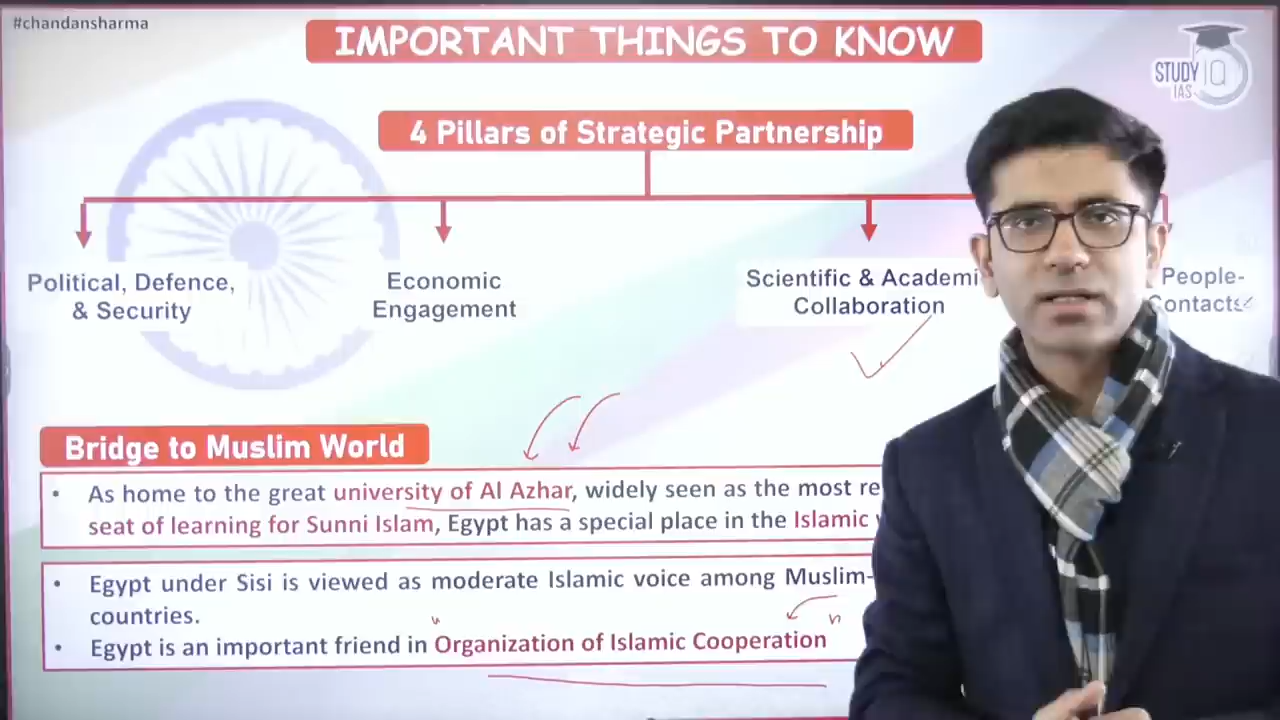 #chandansharma
IMPORTANT THINGS TO KNOW
STUDY IQ
IAS
4 Pillars of Strategic Partnership
Political, Defence,
& Security
Economic
Engagement
Scientific & Academi
Collaboration
People-
Contacts
Bridge to Muslim World
• As home to the great university of Al Azhar, widely seen as the most re
seat of learning for Sunni Islam, Egypt has a special place in the Islamic
• Egypt under Sisi is viewed as moderate Islamic voice among Muslim-
countries.
• Egypt is an important friend in Organization of Islamic Cooperation